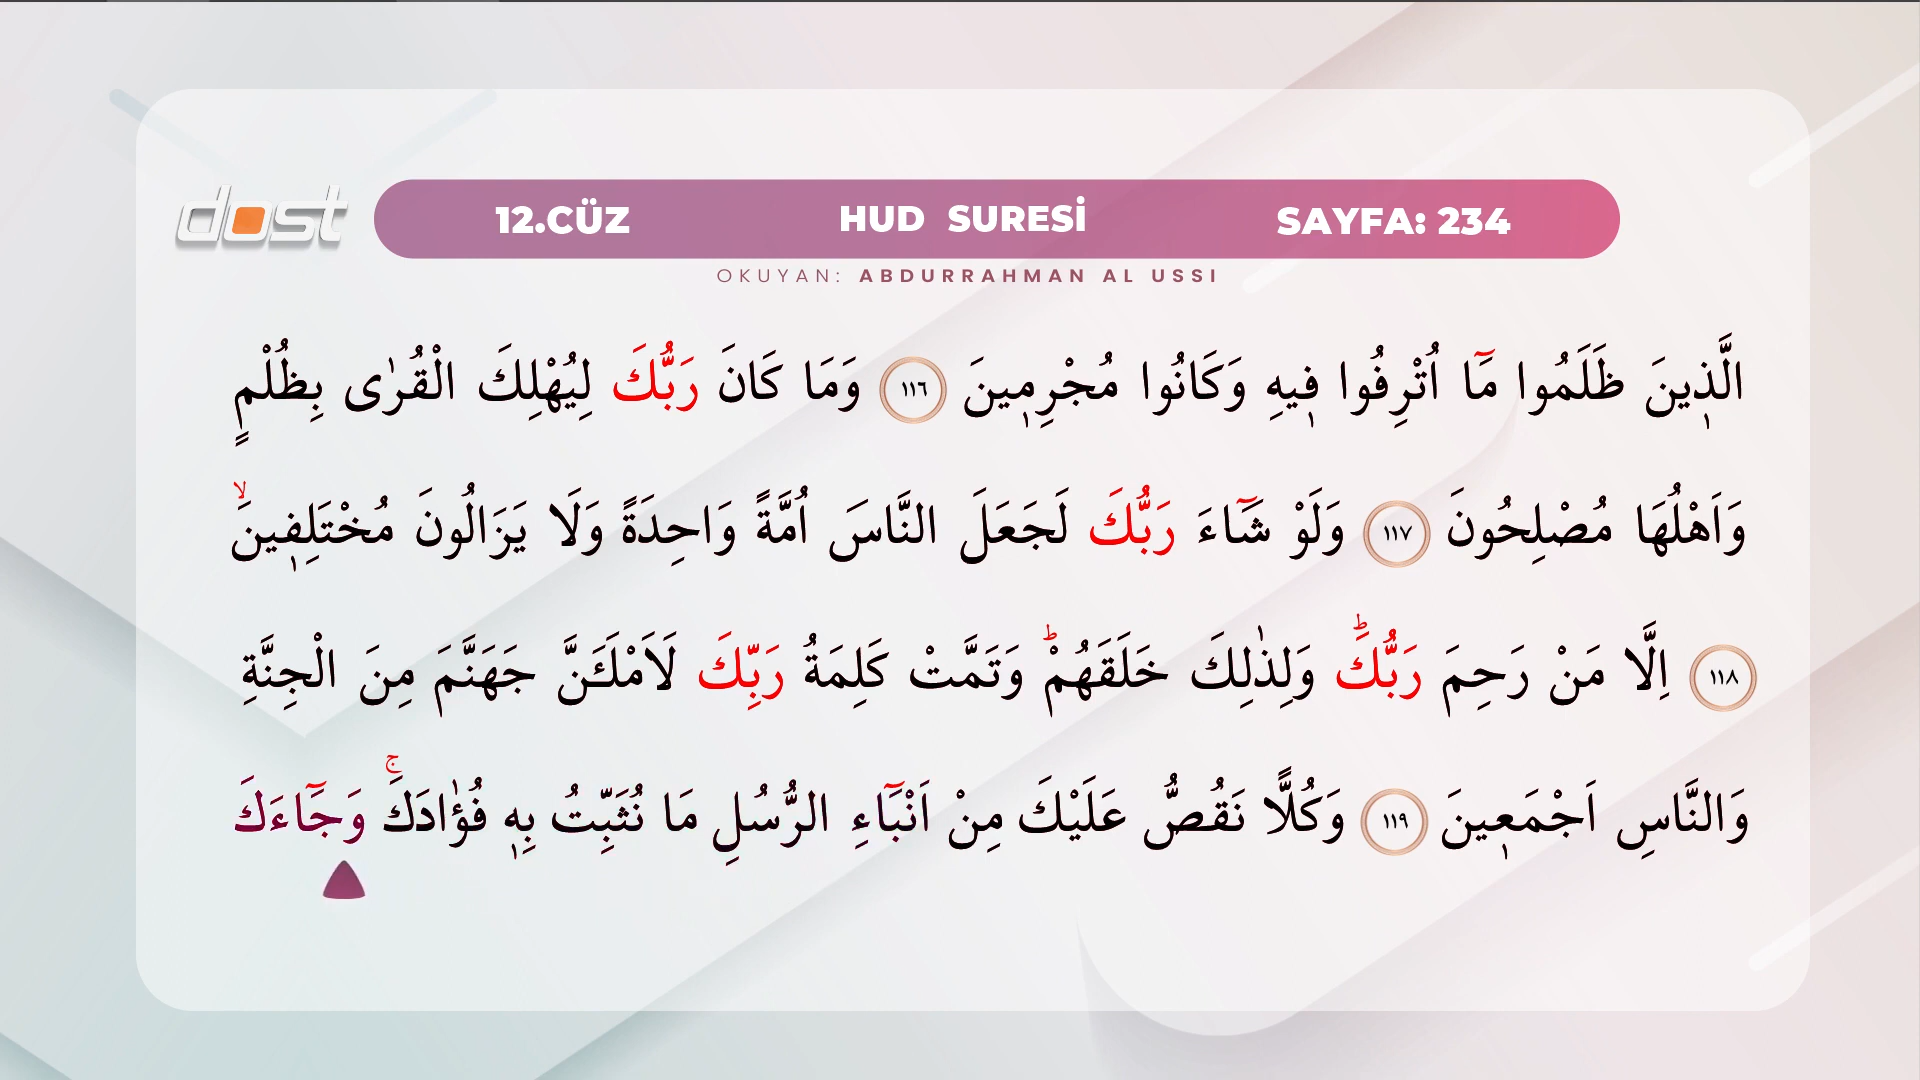 dost
12.CÜZ HUD SURESİ SAYFA: 234
OKUYAN: ABDURRAHMAN AL USSI
الَّذ۪ينَ ظَلَمُوا مَٓا اُتْرِفُوا ف۪يهِ وَكَانُوا مُجْرِم۪ينَ ١١٦ وَمَا كَانَ رَبُّكَ لِيُهْلِكَ الْقُرٰى بِظُلْمٍ
وَاَهْلُهَا مُصْلِحُونَ ١١٧ وَلَوْ شَٓاءَ رَبُّكَ لَجَعَلَ النَّاسَ اُمَّةً وَاحِدَةً وَلَا يَزَالُونَ مُخْتَلِف۪ينَۙ
١١٨ اِلَّا مَنْ رَحِمَ رَبُّكَۜ وَلِذٰلِكَ خَلَقَهُمْۜ وَتَمَّتْ كَلِمَةُ رَبِّكَ لَاَمْلَـَٔنَّ جَهَنَّمَ مِنَ الْجِنَّةِ
وَالنَّاسِ اَجْمَع۪ينَ ١١٩ وَكُلًّا نَقُصُّ عَلَيْكَ مِنْ اَنْبَٓاءِ الرُّسُلِ مَا نُثَبِّتُ بِه۪ فُؤٰادَكَۚ وَجَٓاءَكَ